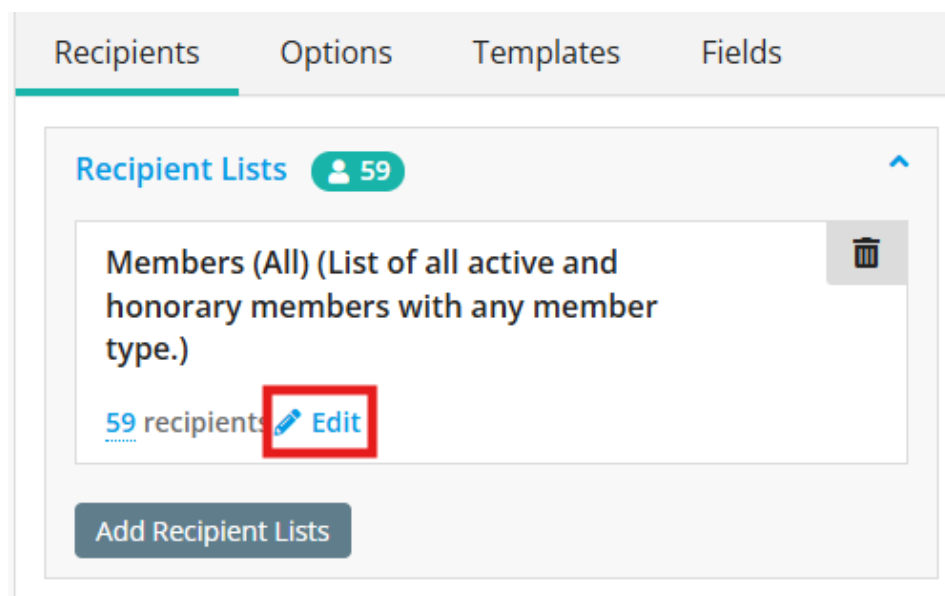 Recipients Options Templates Fields
Recipient Lists 59
Members (All) (List of all active and
honorary members with any member
type.)
59 recipients Edit
Add Recipient Lists